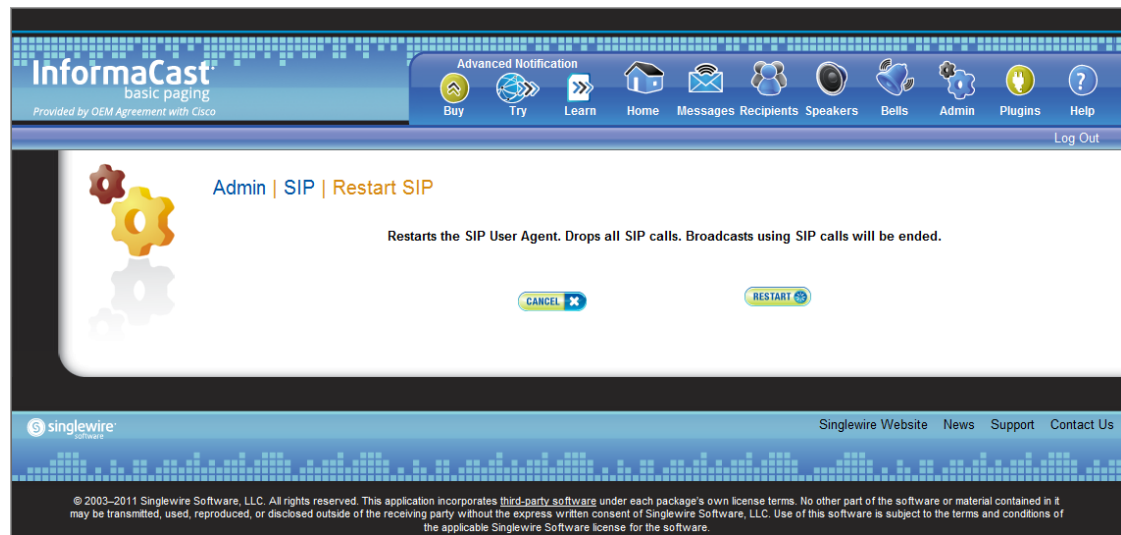 InformaCast
basic paging
Provided by OEM Agreement with Cisco
Advanced Notification
Buy Try Learn Home Messages Recipients Speakers Bells Admin Plugins Help
Log Out
Admin | SIP | Restart SIP
Restarts the SIP User Agent. Drops all SIP calls. Broadcasts using SIP calls will be ended.
CANCEL RESTART
singlewire
software
Singlewire Website News Support Contact Us
© 2003–2011 Singlewire Software, LLC. All rights reserved. This application incorporates third-party software under each package's own license terms. No other part of the software or material contained in it
may be transmitted, used, reproduced, or disclosed outside of the receiving party without the express written consent of Singlewire Software, LLC. Use of this software is subject to the terms and conditions of
the applicable Singlewire Software license for the software.